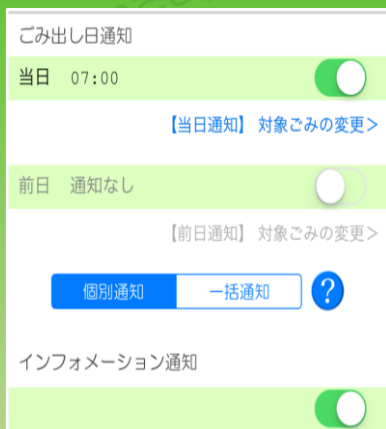 ごみ出し日通知
当日 07:00
【当日通知】 対象ごみの変更＞
前日 通知なし
【前日通知】 対象ごみの変更＞
個別通知 一括通知 ?
インフォメーション通知